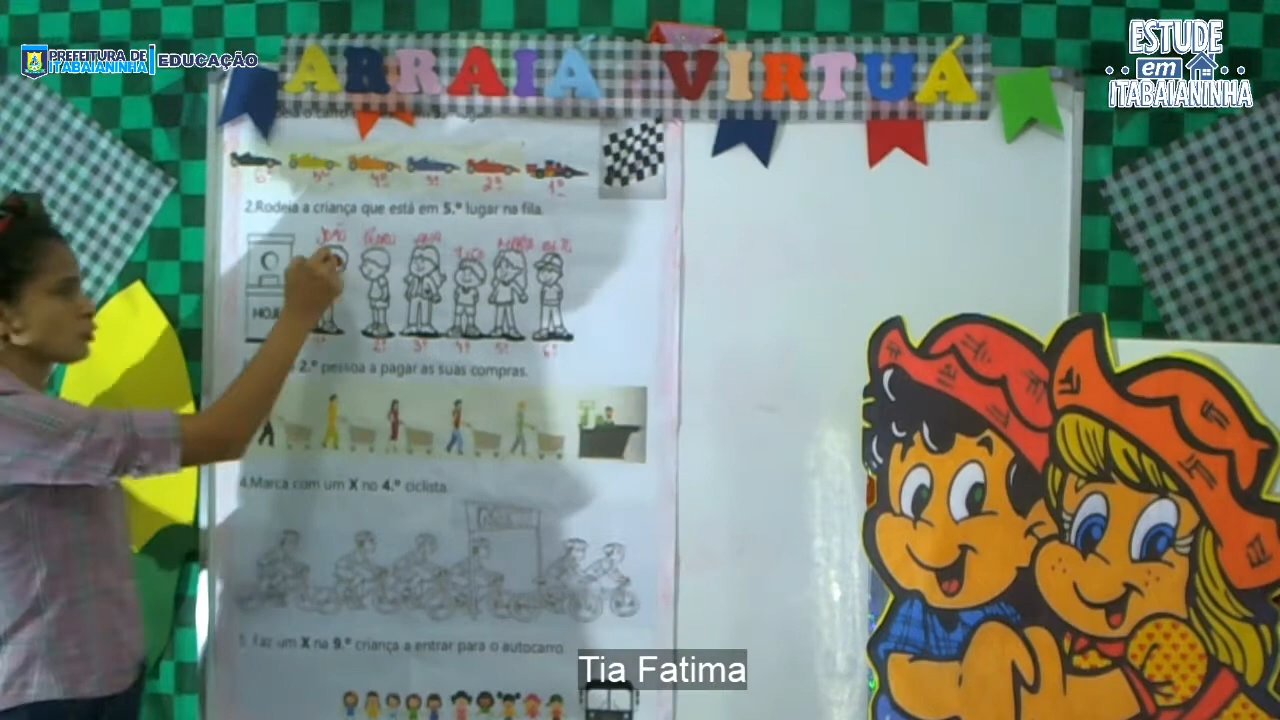 PREFEITURA DE
ITABAIANINHA
EDUCAÇÃO
ESTUDE
em
ITABAIANINHA
ARRAIÁ VIRTUÁ
6º 5º 4º 3º 2º 1º
2.Rodeia a criança que está em 5.º lugar na fila.
JOÃO PEDRO ANA
1º 2º 3º 4º 5º 6º
2.º pessoa a pagar as suas compras.
4.Marca com um X no 4.º ciclista.
5. Faz um X na 9.º criança a entrar para o autocarro
Tia Fatima